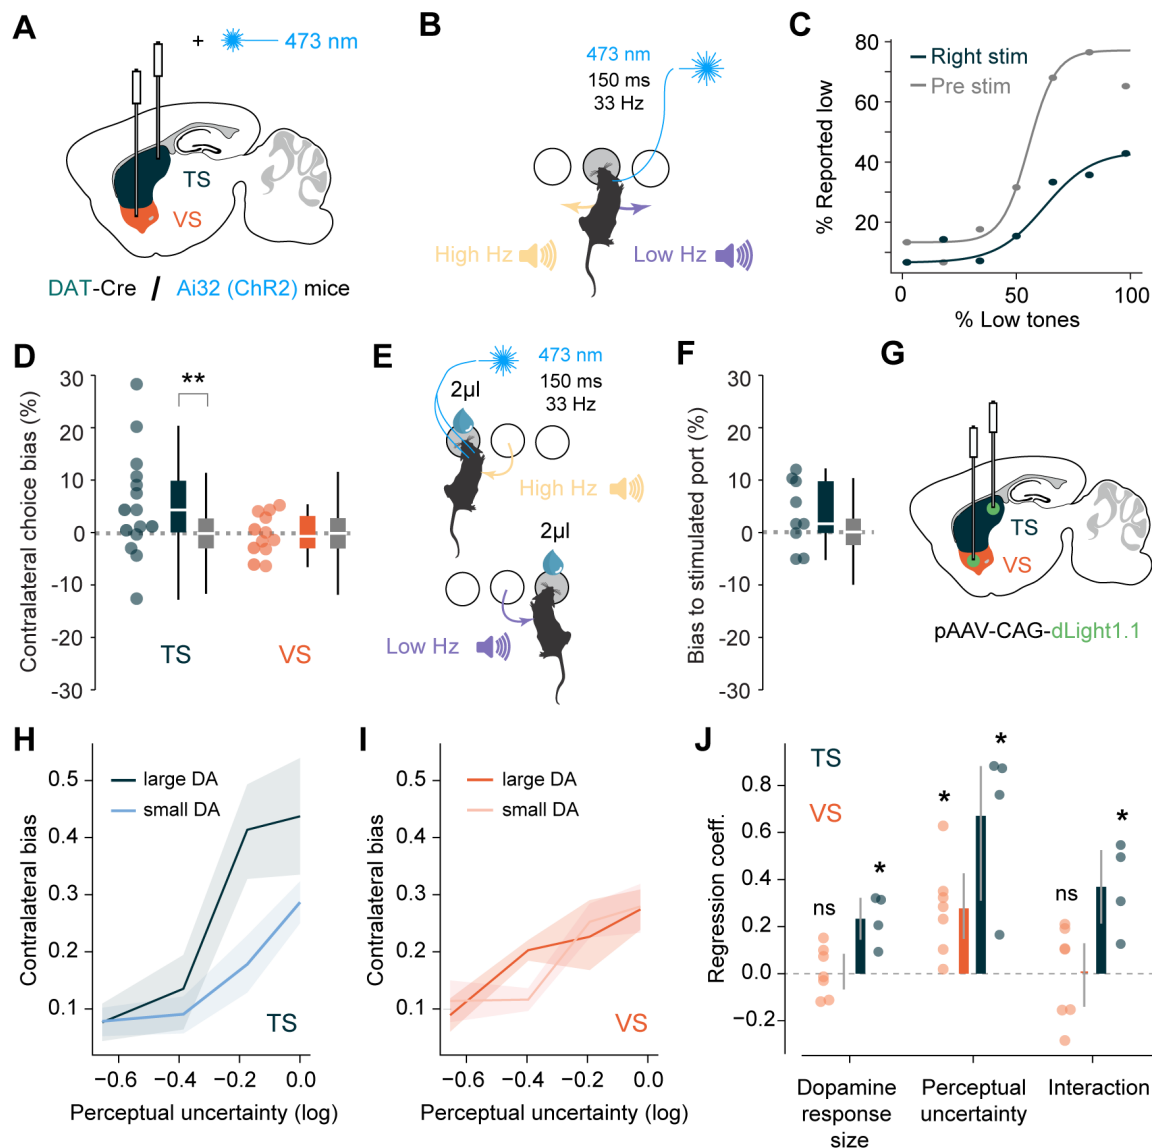 A
+
473 nm
TS
VS
DAT-Cre / Ai32 (ChR2) mice
B
473 nm
150 ms
33 Hz
High Hz
Low Hz
C
Right stim
Pre stim
80
60
40
20
0
50
100
% Reported low
% Low tones
D
30
20
10
0
-10
-20
-30
Contralateral choice bias (%)
**
TS
VS
E
473 nm
150 ms
33 Hz
2µl
High Hz
2µl
Low Hz
F
30
20
10
0
-10
-20
-30
Bias to stimulated port (%)
G
TS
VS
pAAV-CAG-dLight1.1
H
large DA
small DA
0.5
0.4
0.3
0.2
0.1
Contralateral bias
TS
−0.6
−0.4
−0.2
0.0
Perceptual uncertainty (log)
I
large DA
small DA
0.5
0.4
0.3
0.2
0.1
Contralateral bias
VS
−0.6
−0.4
−0.2
0.0
Perceptual uncertainty (log)
J
TS
VS
0.8
0.6
0.4
0.2
0.0
−0.2
Regression coeff.
ns
*
*
*
ns
*
Dopamine
response
size
Perceptual
uncertainty
Interaction